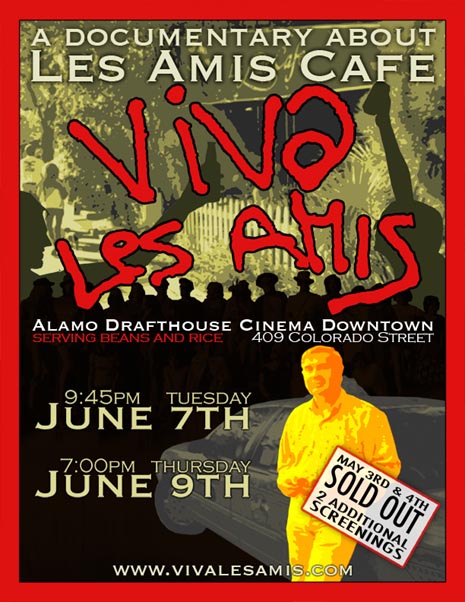 A DOCUMENTARY ABOUT
LES AMIS CAFE
Viva
Les AMIS
ALAMO DRAFTHOUSE CINEMA DOWNTOWN
SERVING BEANS AND RICE 409 COLORADO STREET
9:45PM TUESDAY
JUNE 7TH
7:00PM THURSDAY
JUNE 9TH
MAY 3RD & 4TH
SOLD OUT
2 ADDITIONAL
SCREENINGS
WWW.VIVALESAMIS.COM